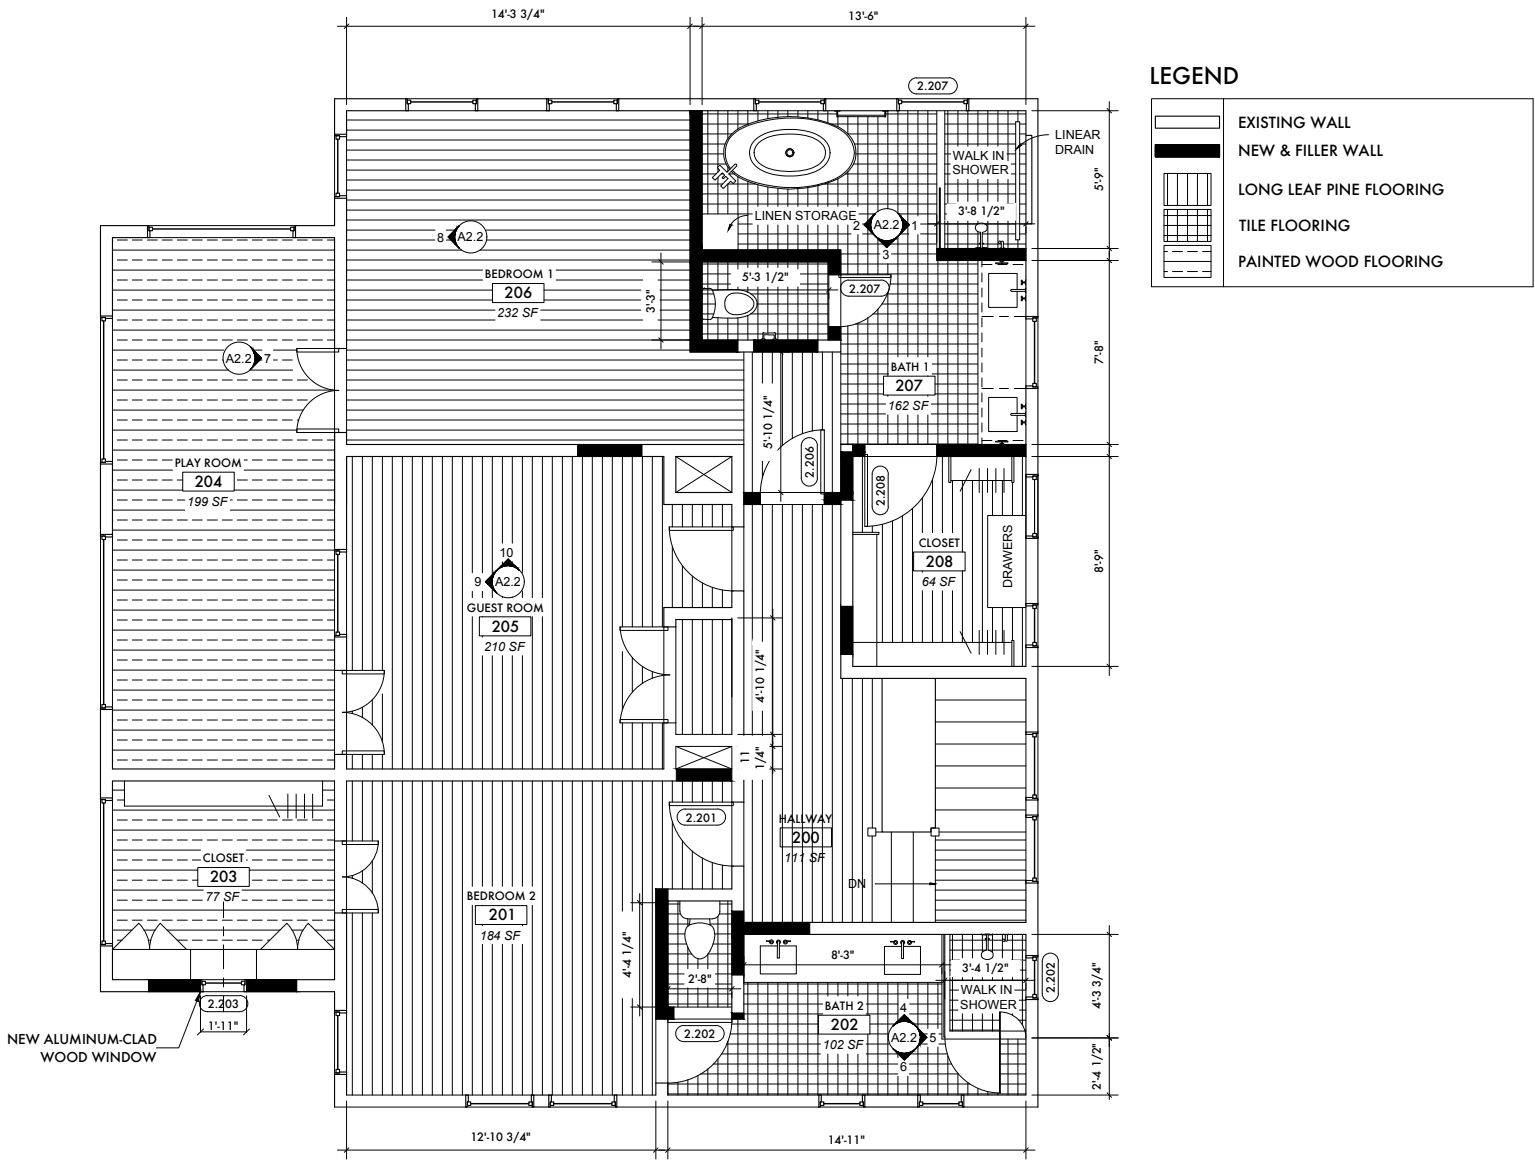 14'-3 3/4"
13'-6"
2.207
LEGEND
EXISTING WALL
NEW & FILLER WALL
LONG LEAF PINE FLOORING
TILE FLOORING
PAINTED WOOD FLOORING
LINEAR
DRAIN
WALK IN
SHOWER
5'-9"
3'-8 1/2"
LINEN STORAGE
2
A2.2
1
3
8
A2.2
BEDROOM 1
206
232 SF
5'-3 1/2"
3'-3"
2.207
A2.2
7
7'-8"
BATH 1
207
162 SF
5'-10 1/4"
2.206
PLAY ROOM
204
199 SF
2.208
CLOSET
208
64 SF
DRAWERS
8'-9"
10
9
A2.2
GUEST ROOM
205
210 SF
4'-10 1/4"
11
1/4"
2.201
HALLWAY
200
111 SF
DN
CLOSET
203
77 SF
BEDROOM 2
201
184 SF
4'-4 1/4"
2'-8"
8'-3"
3'-4 1/2"
WALK IN
SHOWER
2.202
4'-3 3/4"
2.203
1'-11"
NEW ALUMINUM-CLAD
WOOD WINDOW
2.202
BATH 2
202
102 SF
4
A2.2
5
6
2'-4 1/2"
12'-10 3/4"
14'-11"